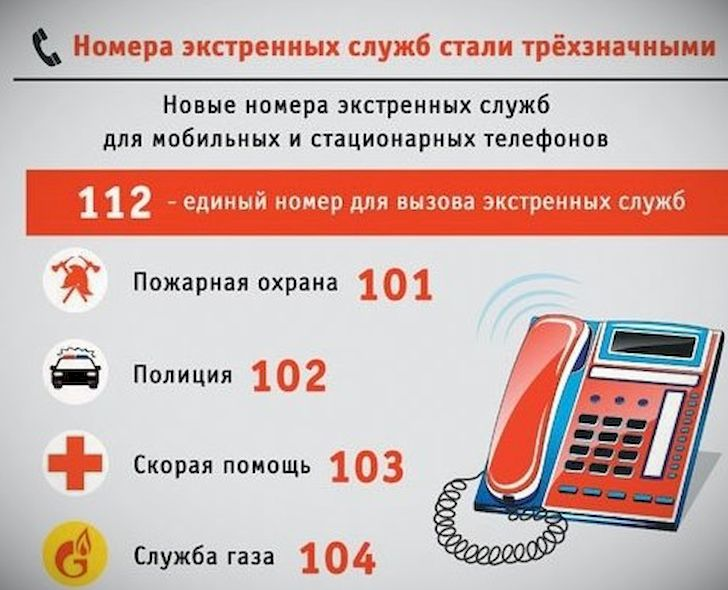 Номера экстренных служб стали трёхзначными
Новые номера экстренных служб
для мобильных и стационарных телефонов
112 - единый номер для вызова экстренных служб
Пожарная охрана 101
Полиция 102
Скорая помощь 103
Служба газа 104